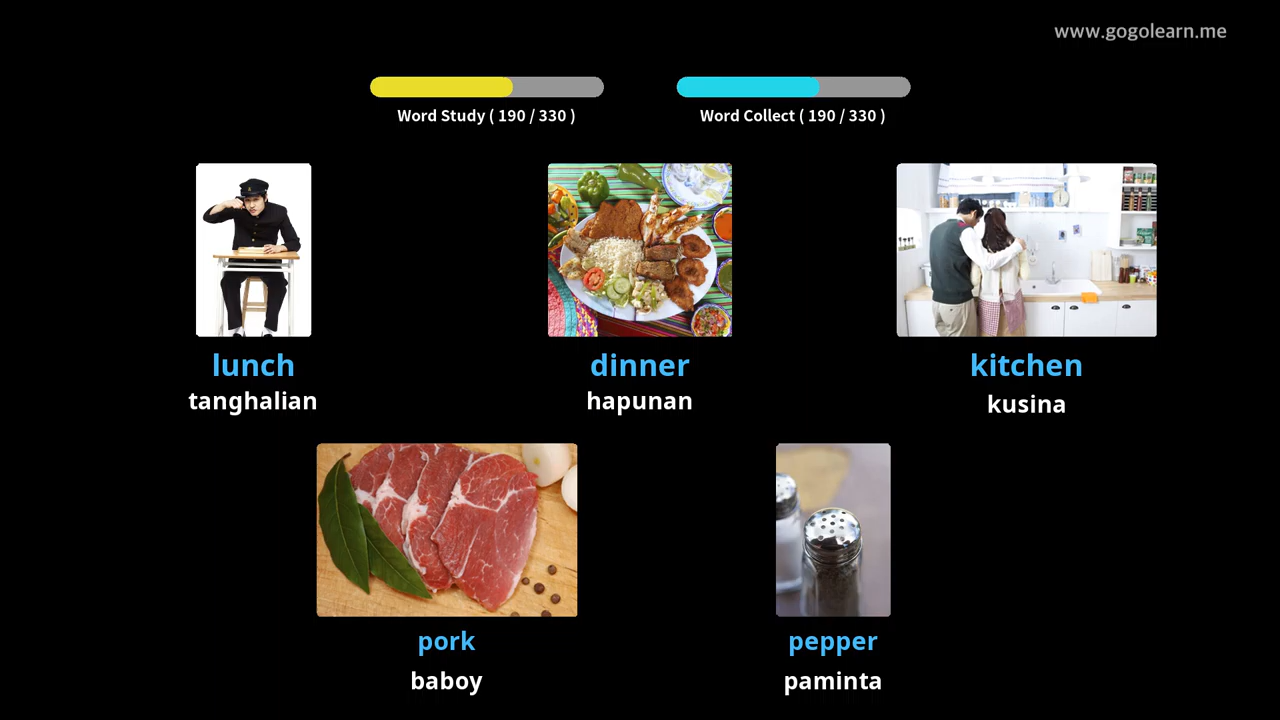 www.gogolearn.me
Word Study ( 190 / 330 )
Word Collect ( 190 / 330 )
lunch
tanghalian
dinner
hapunan
kitchen
kusina
pork
baboy
pepper
paminta